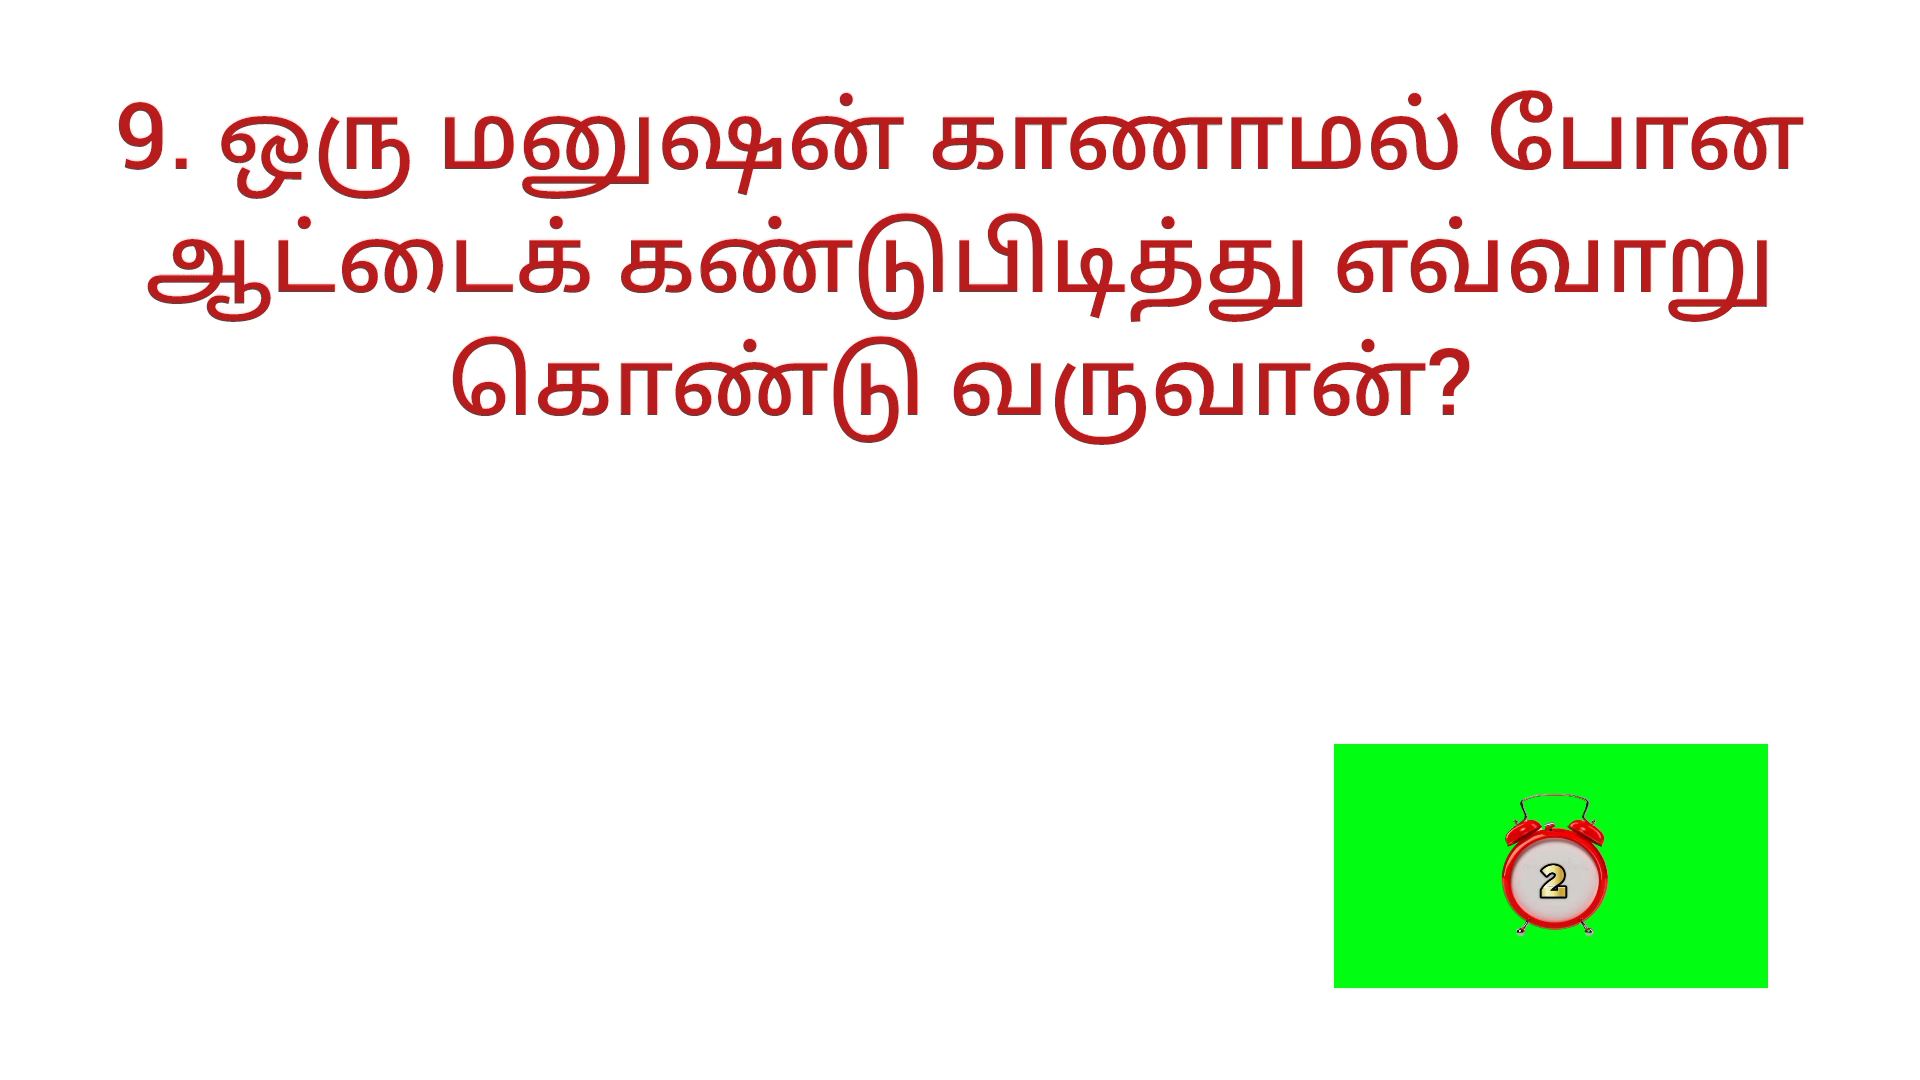 9. ஒரு மனுஷன் காணாமல் போன
ஆட்டைக் கண்டுபிடித்து எவ்வாறு
கொண்டு வருவான்?
2